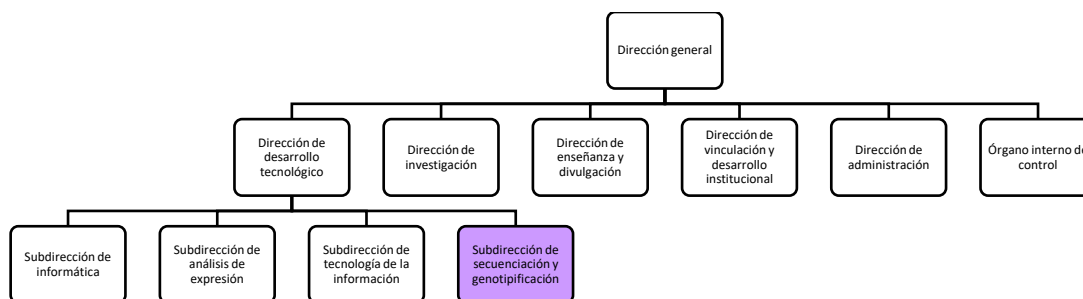 Dirección general
Dirección de
desarrollo
tecnológico
Dirección de
investigación
Dirección de
enseñanza y
divulgación
Dirección de
vinculación y
desarrollo
institucional
Dirección de
administración
Órgano interno de
control
Subdirección de
informática
Subdirección de
análisis de
expresión
Subdirección de
tecnología de la
información
Subdirección de
secuenciación y
genotipificación